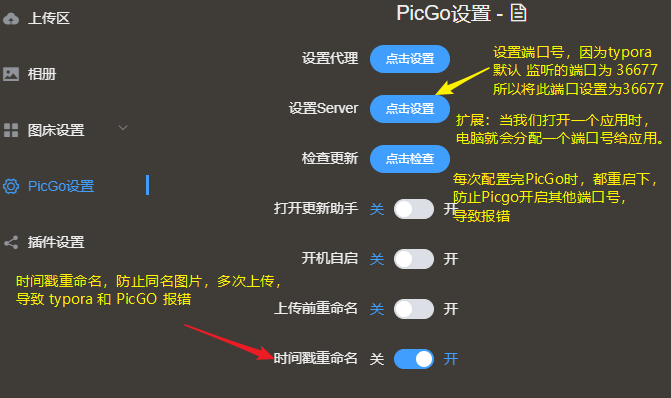 PicGo设置 -
上传区
相册
图床设置
PicGo设置
插件设置
设置代理 点击设置
设置Server 点击设置
检查更新 点击检查
打开更新助手 关 开
开机自启 关 开
上传前重命名 关 开
时间戳重命名 关 开
设置端口号，因为typora
默认 监听的端口为 36677
所以将此端口设置为36677
扩展：当我们打开一个应用时，
电脑就会分配一个端口号给应用。
每次配置完PicGo时，都重启下，
防止Picgo开启其他端口号，
导致报错
时间戳重命名，防止同名图片，多次上传，
导致 typora 和 PicGO 报错